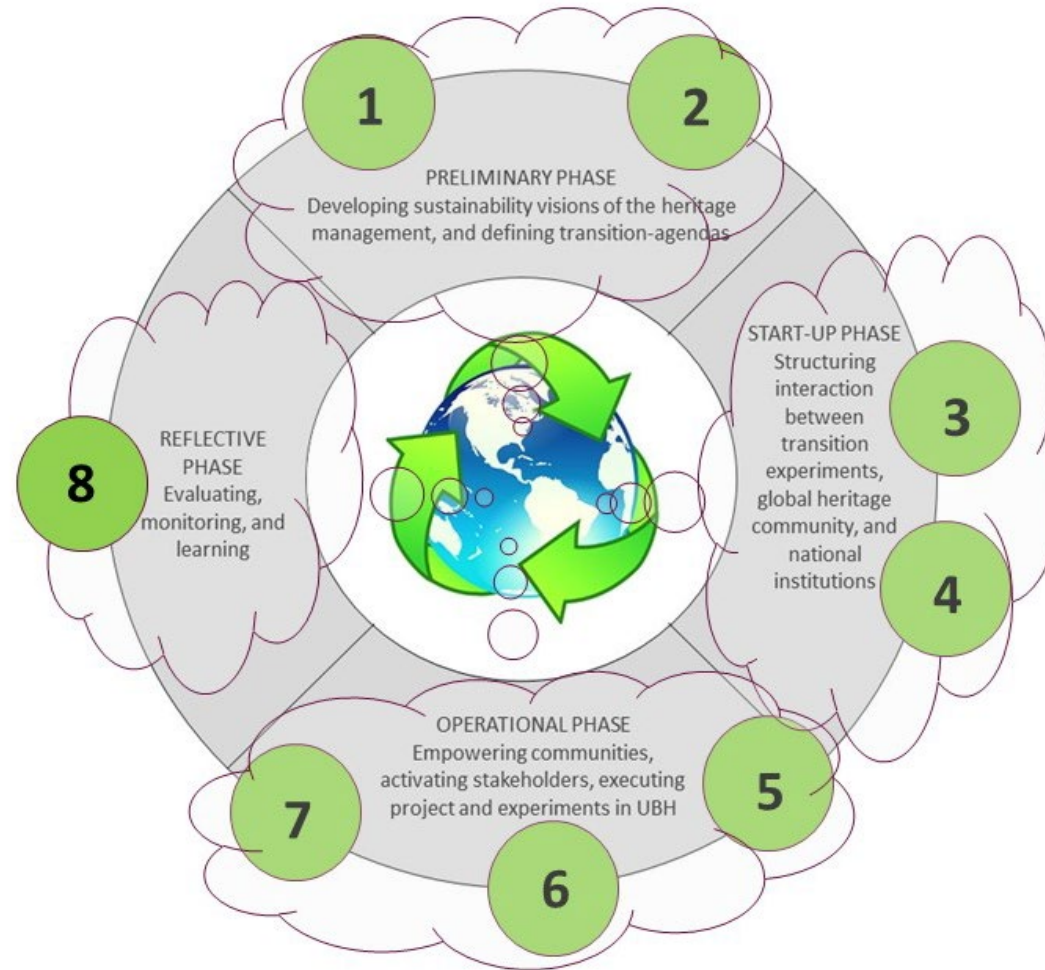 1
2
PRELIMINARY PHASE
Developing sustainability visions of the heritage
management, and defining transition-agendas
START-UP PHASE
Structuring
interaction
between
transition
experiments,
global heritage
community, and
national
institutions
3
4
OPERATIONAL PHASE
Empowering communities,
activating stakeholders, executing
project and experiments in UBH
5
6
7
REFLECTIVE
PHASE
Evaluating,
monitoring, and
learning
8